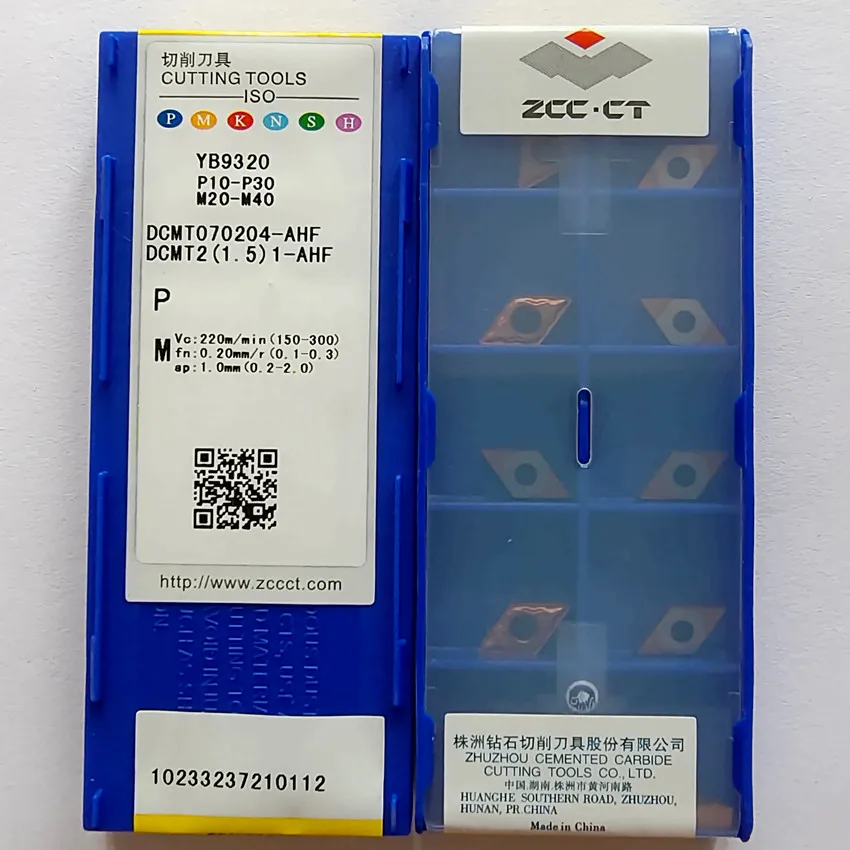 切削刀具
CUTTING TOOLS
ISO
P M K N S H
YB9320
P10-P30
M20-M40
DCMT070204-AHF
DCMT2(1.5)1-AHF
P
M
Vc:220m/min(150-300)
fn:0.20mm/r(0.1-0.3)
ap:1.0mm(0.2-2.0)
http://www.zccct.com
10233237210112
ZCC·CT
株洲钻石切削刀具股份有限公司
ZHUZHOU CEMENTED CARBIDE
CUTTING TOOLS CO.,LTD.
中国.湖南.株洲市黄河南路
HUANGHE SOUTHERN ROAD, ZHUZHOU,
HUNAN, PR.CHINA
Made in China